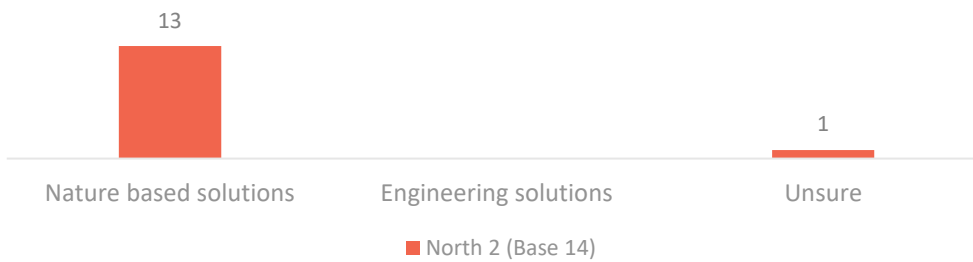 13
1
Nature based solutions
Engineering solutions
Unsure
North 2 (Base 14)